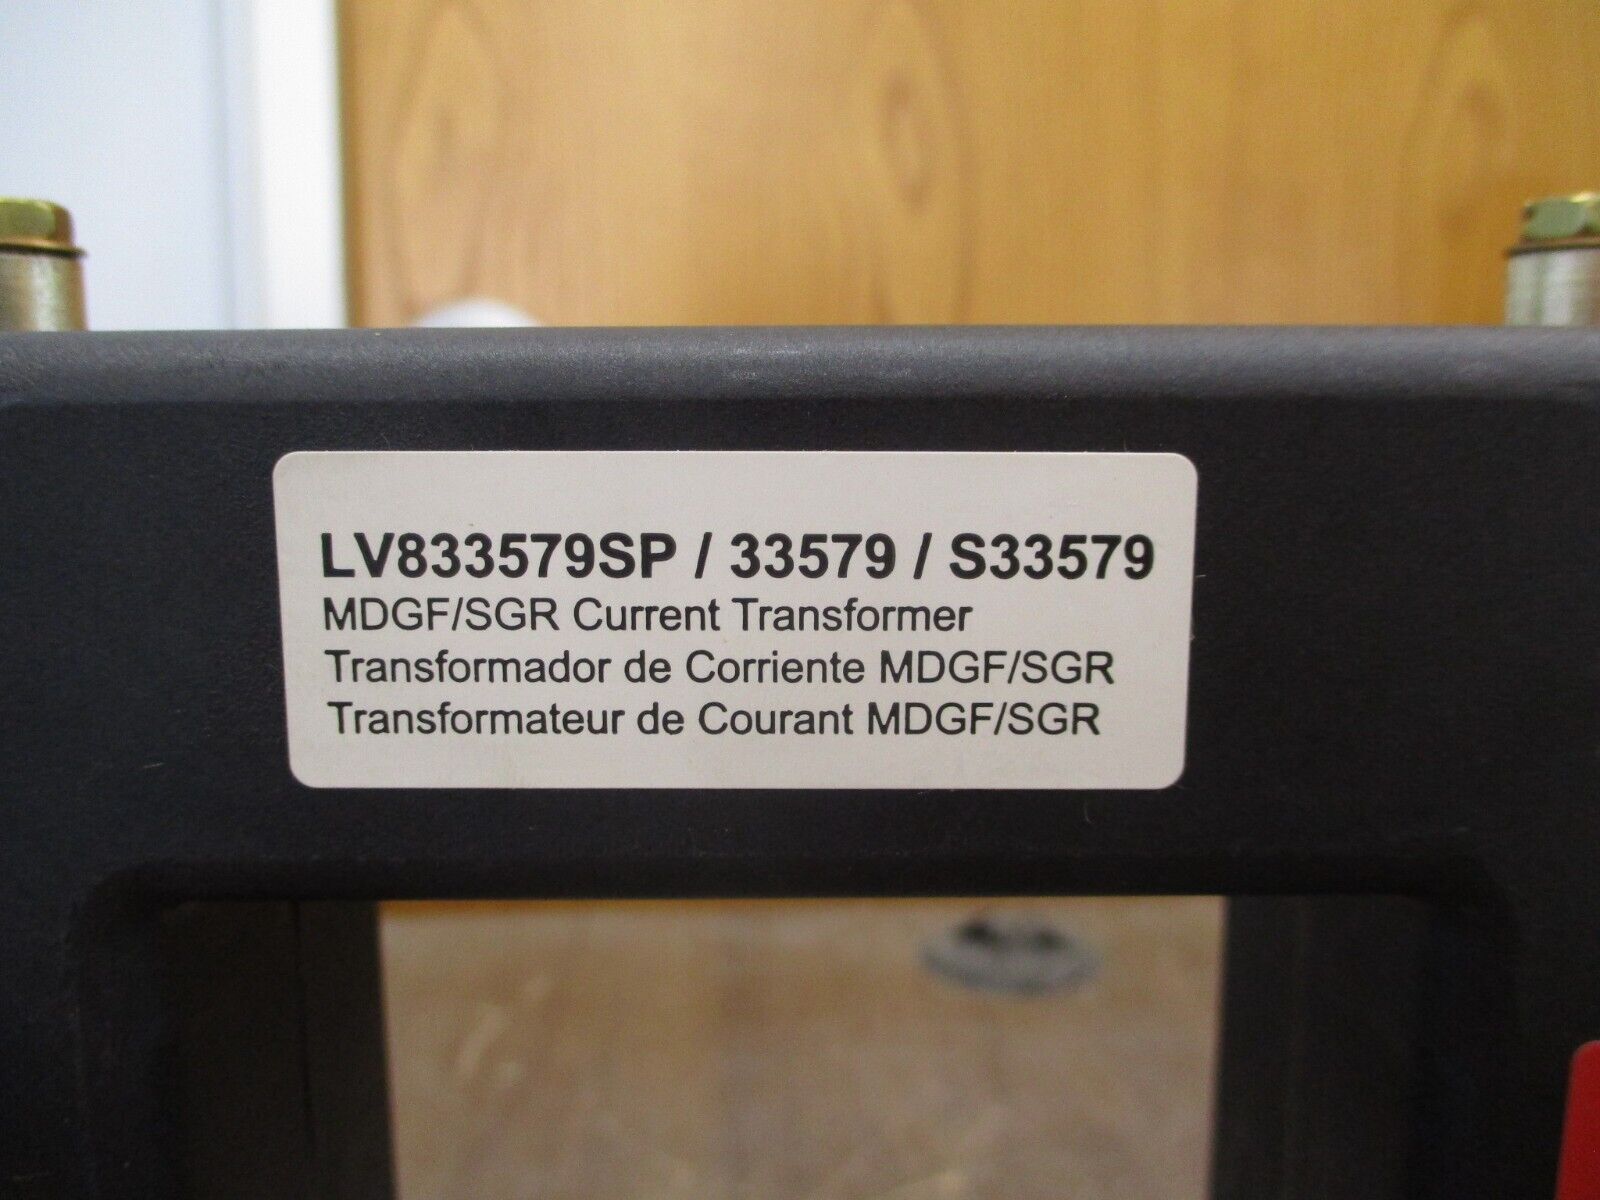 LV833579SP / 33579 / S33579
MDGF/SGR Current Transformer
Transformador de Corriente MDGF/SGR
Transformateur de Courant MDGF/SGR